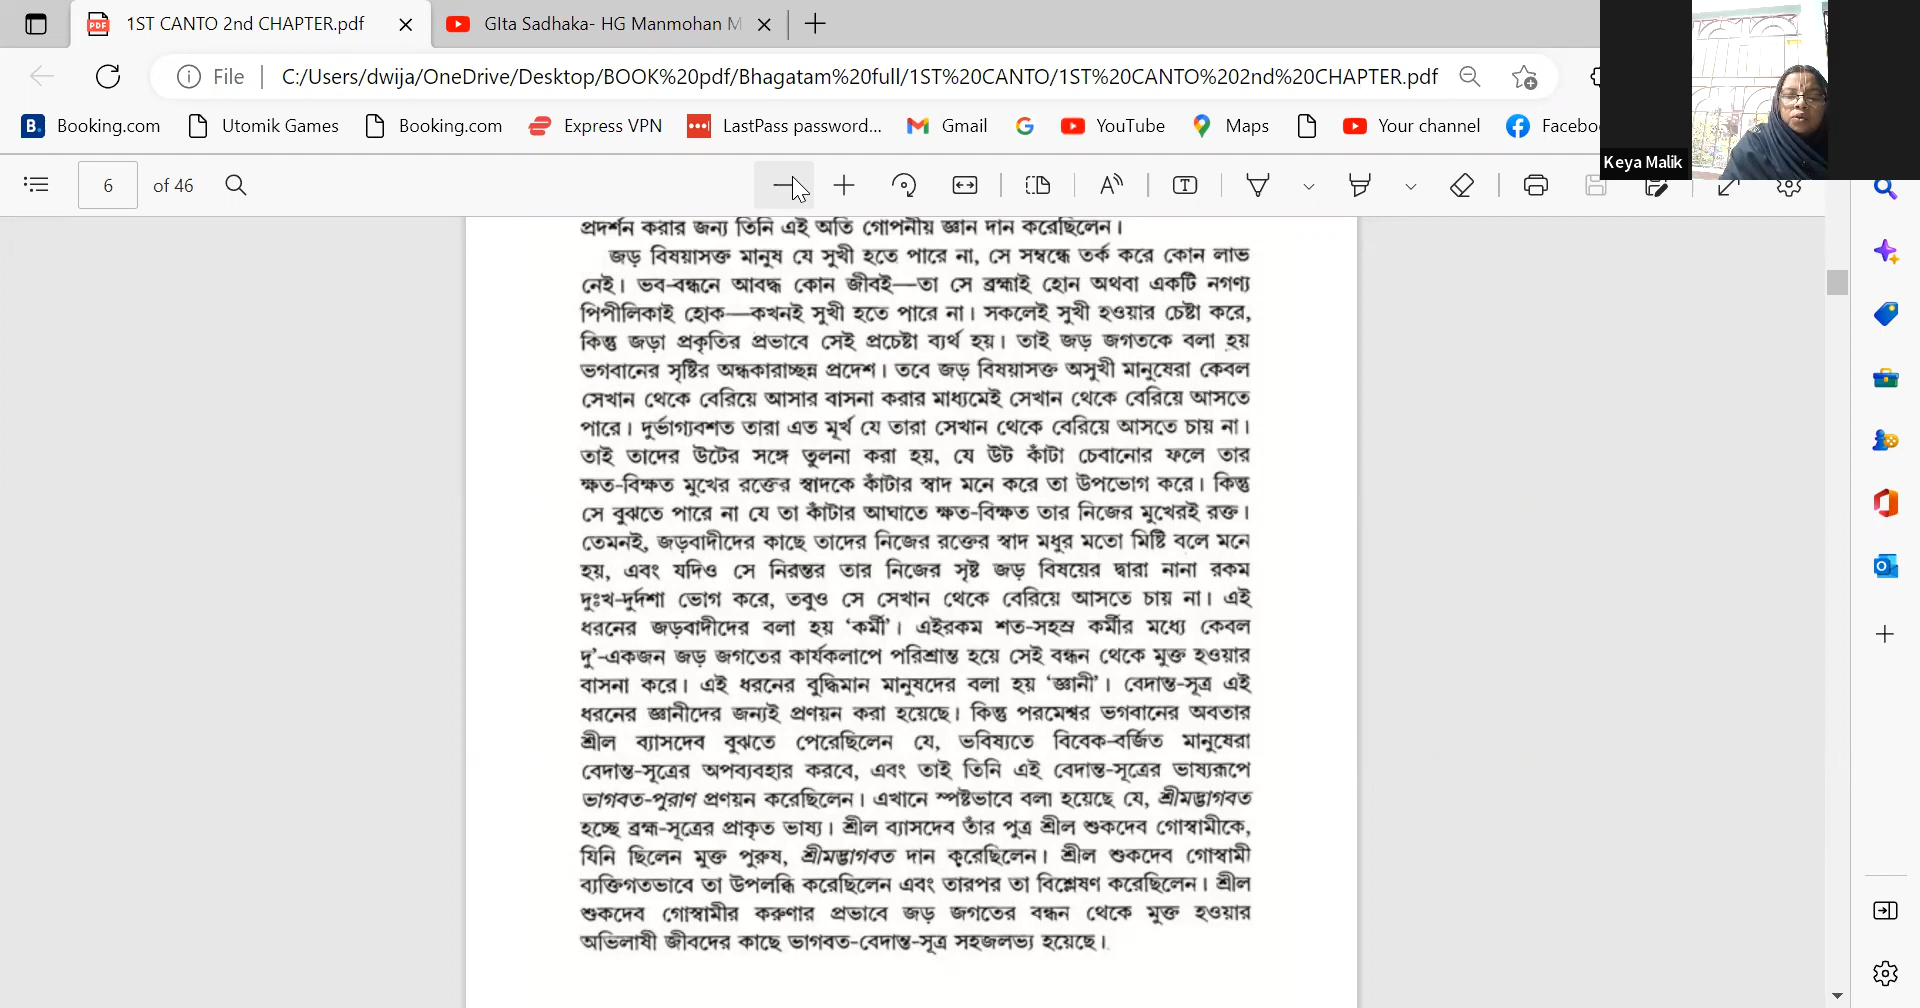 1ST CANTO 2nd CHAPTER.pdf
GIta Sadhaka- HG Manmohan M
File
C:/Users/dwija/OneDrive/Desktop/BOOK%20pdf/Bhagatam%20full/1ST%20CANTO/1ST%20CANTO%202nd%20CHAPTER.pdf
B. Booking.com Utomik Games Booking.com Express VPN LastPass password... Gmail YouTube Maps Your channel Facebo
Keya Malik
6 of 46
প্রদর্শন করার জন্য তিনি এই অতি গোপনীয় জ্ঞান দান করেছিলেন।
জড় বিষয়াসক্ত মানুষ যে সুখী হতে পারে না, সে সম্বন্ধে তর্ক করে কোন লাভ
নেই। ভব-বন্ধনে আবদ্ধ কোন জীবই—তা সে ব্রহ্মাই হোন অথবা একটি নগণ্য
পিপীলিকাই হোক—কখনই সুখী হতে পারে না। সকলেই সুখী হওয়ার চেষ্টা করে,
কিন্তু জড়া প্রকৃতির প্রভাবে সেই প্রচেষ্টা ব্যর্থ হয়। তাই জড় জগতকে বলা হয়
ভগবানের সৃষ্টির অন্ধকারাচ্ছন্ন প্রদেশ। তবে জড় বিষয়াসক্ত অসুখী মানুষেরা কেবল
সেখান থেকে বেরিয়ে আসার বাসনা করার মাধ্যমেই সেখান থেকে বেরিয়ে আসতে
পারে। দুর্ভাগ্যবশত তারা এত মূর্খ যে তারা সেখান থেকে বেরিয়ে আসতে চায় না।
তাই তাদের উটের সঙ্গে তুলনা করা হয়, যে উট কাঁটা চেবানোর ফলে তার
ক্ষত-বিক্ষত মুখের রক্তের স্বাদকে কাঁটার স্বাদ মনে করে তা উপভোগ করে। কিন্তু
সে বুঝতে পারে না যে তা কাঁটার আঘাতে ক্ষত-বিক্ষত তার নিজের মুখেরই রক্ত।
তেমনই, জড়বাদীদের কাছে তাদের নিজের রক্তের স্বাদ মধুর মতো মিষ্টি বলে মনে
হয়, এবং যদিও সে নিরন্তর তার নিজের সৃষ্ট জড় বিষয়ের দ্বারা নানা রকম
দুঃখ-দুর্দশা ভোগ করে, তবুও সে সেখান থেকে বেরিয়ে আসতে চায় না। এই
ধরনের জড়বাদীদের বলা হয় ‘কর্মী’। এইরকম শত-সহস্র কর্মীর মধ্যে কেবল
দু’-একজন জড় জগতের কার্যকলাপে পরিশ্রান্ত হয়ে সেই বন্ধন থেকে মুক্ত হওয়ার
বাসনা করে। এই ধরনের বুদ্ধিমান মানুষদের বলা হয় ‘জ্ঞানী’। বেদান্ত-সূত্র এই
ধরনের জ্ঞানীদের জন্যই প্রণয়ন করা হয়েছে। কিন্তু পরমেশ্বর ভগবানের অবতার
শ্রীল ব্যাসদেব বুঝতে পেরেছিলেন যে, ভবিষ্যতে বিবেক-বর্জিত মানুষেরা
বেদান্ত-সূত্রের অপব্যবহার করবে, এবং তাই তিনি এই বেদান্ত-সূত্রের ভাষ্যরূপে
ভাগবত-পুরাণ প্রণয়ন করেছিলেন। এখানে স্পষ্টভাবে বলা হয়েছে যে, শ্রীমদ্ভাগবত
হচ্ছে ব্রহ্ম-সূত্রের প্রাকৃত ভাষ্য। শ্রীল ব্যাসদেব তাঁর পুত্র শ্রীল শুকদেব গোস্বামীকে,
যিনি ছিলেন মুক্ত পুরুষ, শ্রীমদ্ভাগবত দান করেছিলেন। শ্রীল শুকদেব গোস্বামী
ব্যক্তিগতভাবে তা উপলব্ধি করেছিলেন এবং তারপর তা বিশ্লেষণ করেছিলেন। শ্রীল
শুকদেব গোস্বামীর করুণার প্রভাবে জড় জগতের বন্ধন থেকে মুক্ত হওয়ার
অভিলাষী জীবদের কাছে ভাগবত-বেদান্ত-সূত্র সহজলভ্য হয়েছে।